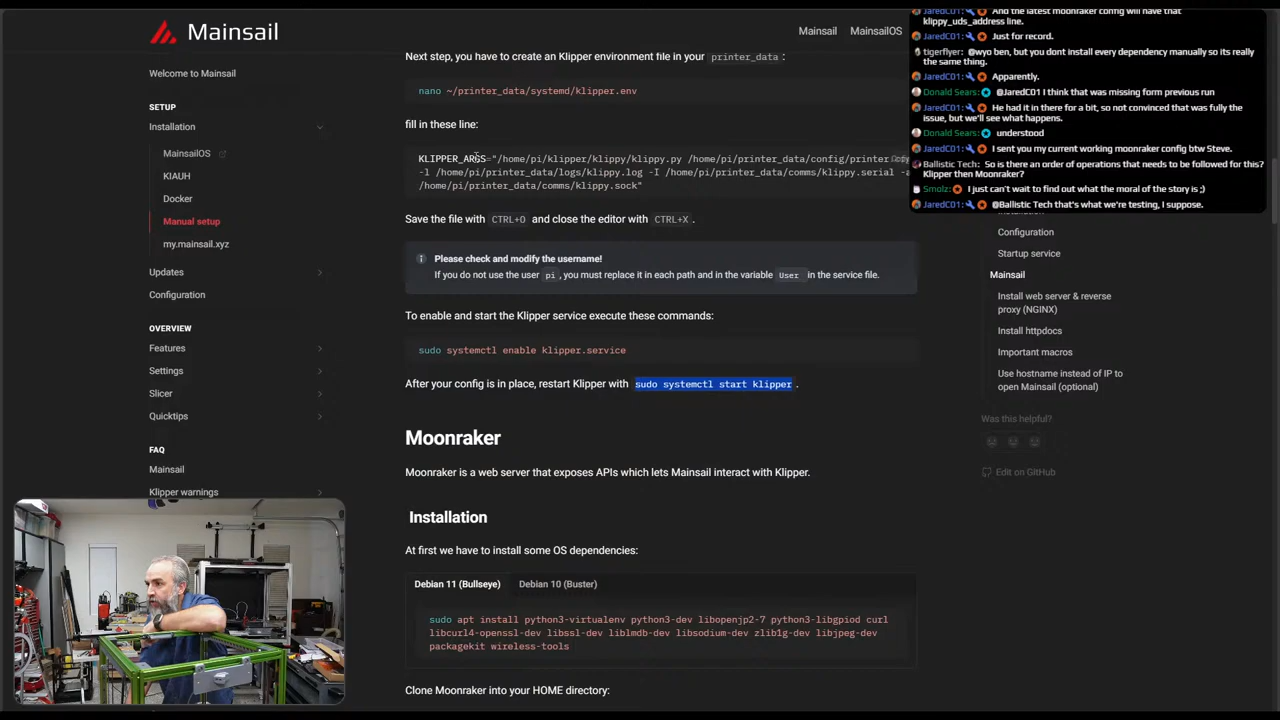 Mainsail
Mainsail
MainsailOS
Welcome to Mainsail
SETUP
Installation
MainsailOS
KIAUH
Docker
Manual setup
my.mainsail.xyz
Updates
Configuration
OVERVIEW
Features
Settings
Slicer
Quicktips
FAQ
Mainsail
Klipper warnings
Next step, you have to create an Klipper environment file in your printer_data :
nano ~/printer_data/systemd/klipper.env
fill in these line:
KLIPPER_ARGS="/home/pi/klipper/klippy/klippy.py /home/pi/printer_data/config/printer
-l /home/pi/printer_data/logs/klippy.log -I /home/pi/printer_data/comms/klippy.serial -a
/home/pi/printer_data/comms/klippy.sock"
Save the file with CTRL+O and close the editor with CTRL+X .
Please check and modify the username!
If you do not use the user pi , you must replace it in each path and in the variable User in the service file.
To enable and start the Klipper service execute these commands:
sudo systemctl enable klipper.service
After your config is in place, restart Klipper with sudo systemctl start klipper .
Moonraker
Moonraker is a web server that exposes APIs which lets Mainsail interact with Klipper.
Installation
At first we have to install some OS dependencies:
Debian 11 (Bullseye)
Debian 10 (Buster)
sudo apt install python3-virtualenv python3-dev libopenjp2-7 python3-libgpiod curl
libcurl4-openssl-dev libssl-dev liblmdb-dev libsodium-dev zlib1g-dev libjpeg-dev
packagekit wireless-tools
Clone Moonraker into your HOME directory:
JaredC01: And the latest moonraker config will have that
klippy_uds_address line.
JaredC01: Just for record.
tigerflyer: @wyo ben, but you dont install every dependency manually so its really
the same thing.
JaredC01: Apparently.
Donald Sears: @JaredC01 I think that was missing form previous run
JaredC01: He had it in there for a bit, so not convinced that was fully the
issue, but we'll see what happens.
Donald Sears: understood
JaredC01: I sent you my current working moonraker config btw Steve.
Ballistic Tech: So is there an order of operations that needs to be followed for this?
Klipper then Moonraker?
Smolz: I just can't wait to find out what the moral of the story is ;)
JaredC01: @Ballistic Tech that's what we're testing, I suppose.
Installation
Configuration
Startup service
Mainsail
Install web server & reverse
proxy (NGINX)
Install httpdocs
Important macros
Use hostname instead of IP to
open Mainsail (optional)
Was this helpful?
Edit on GitHub